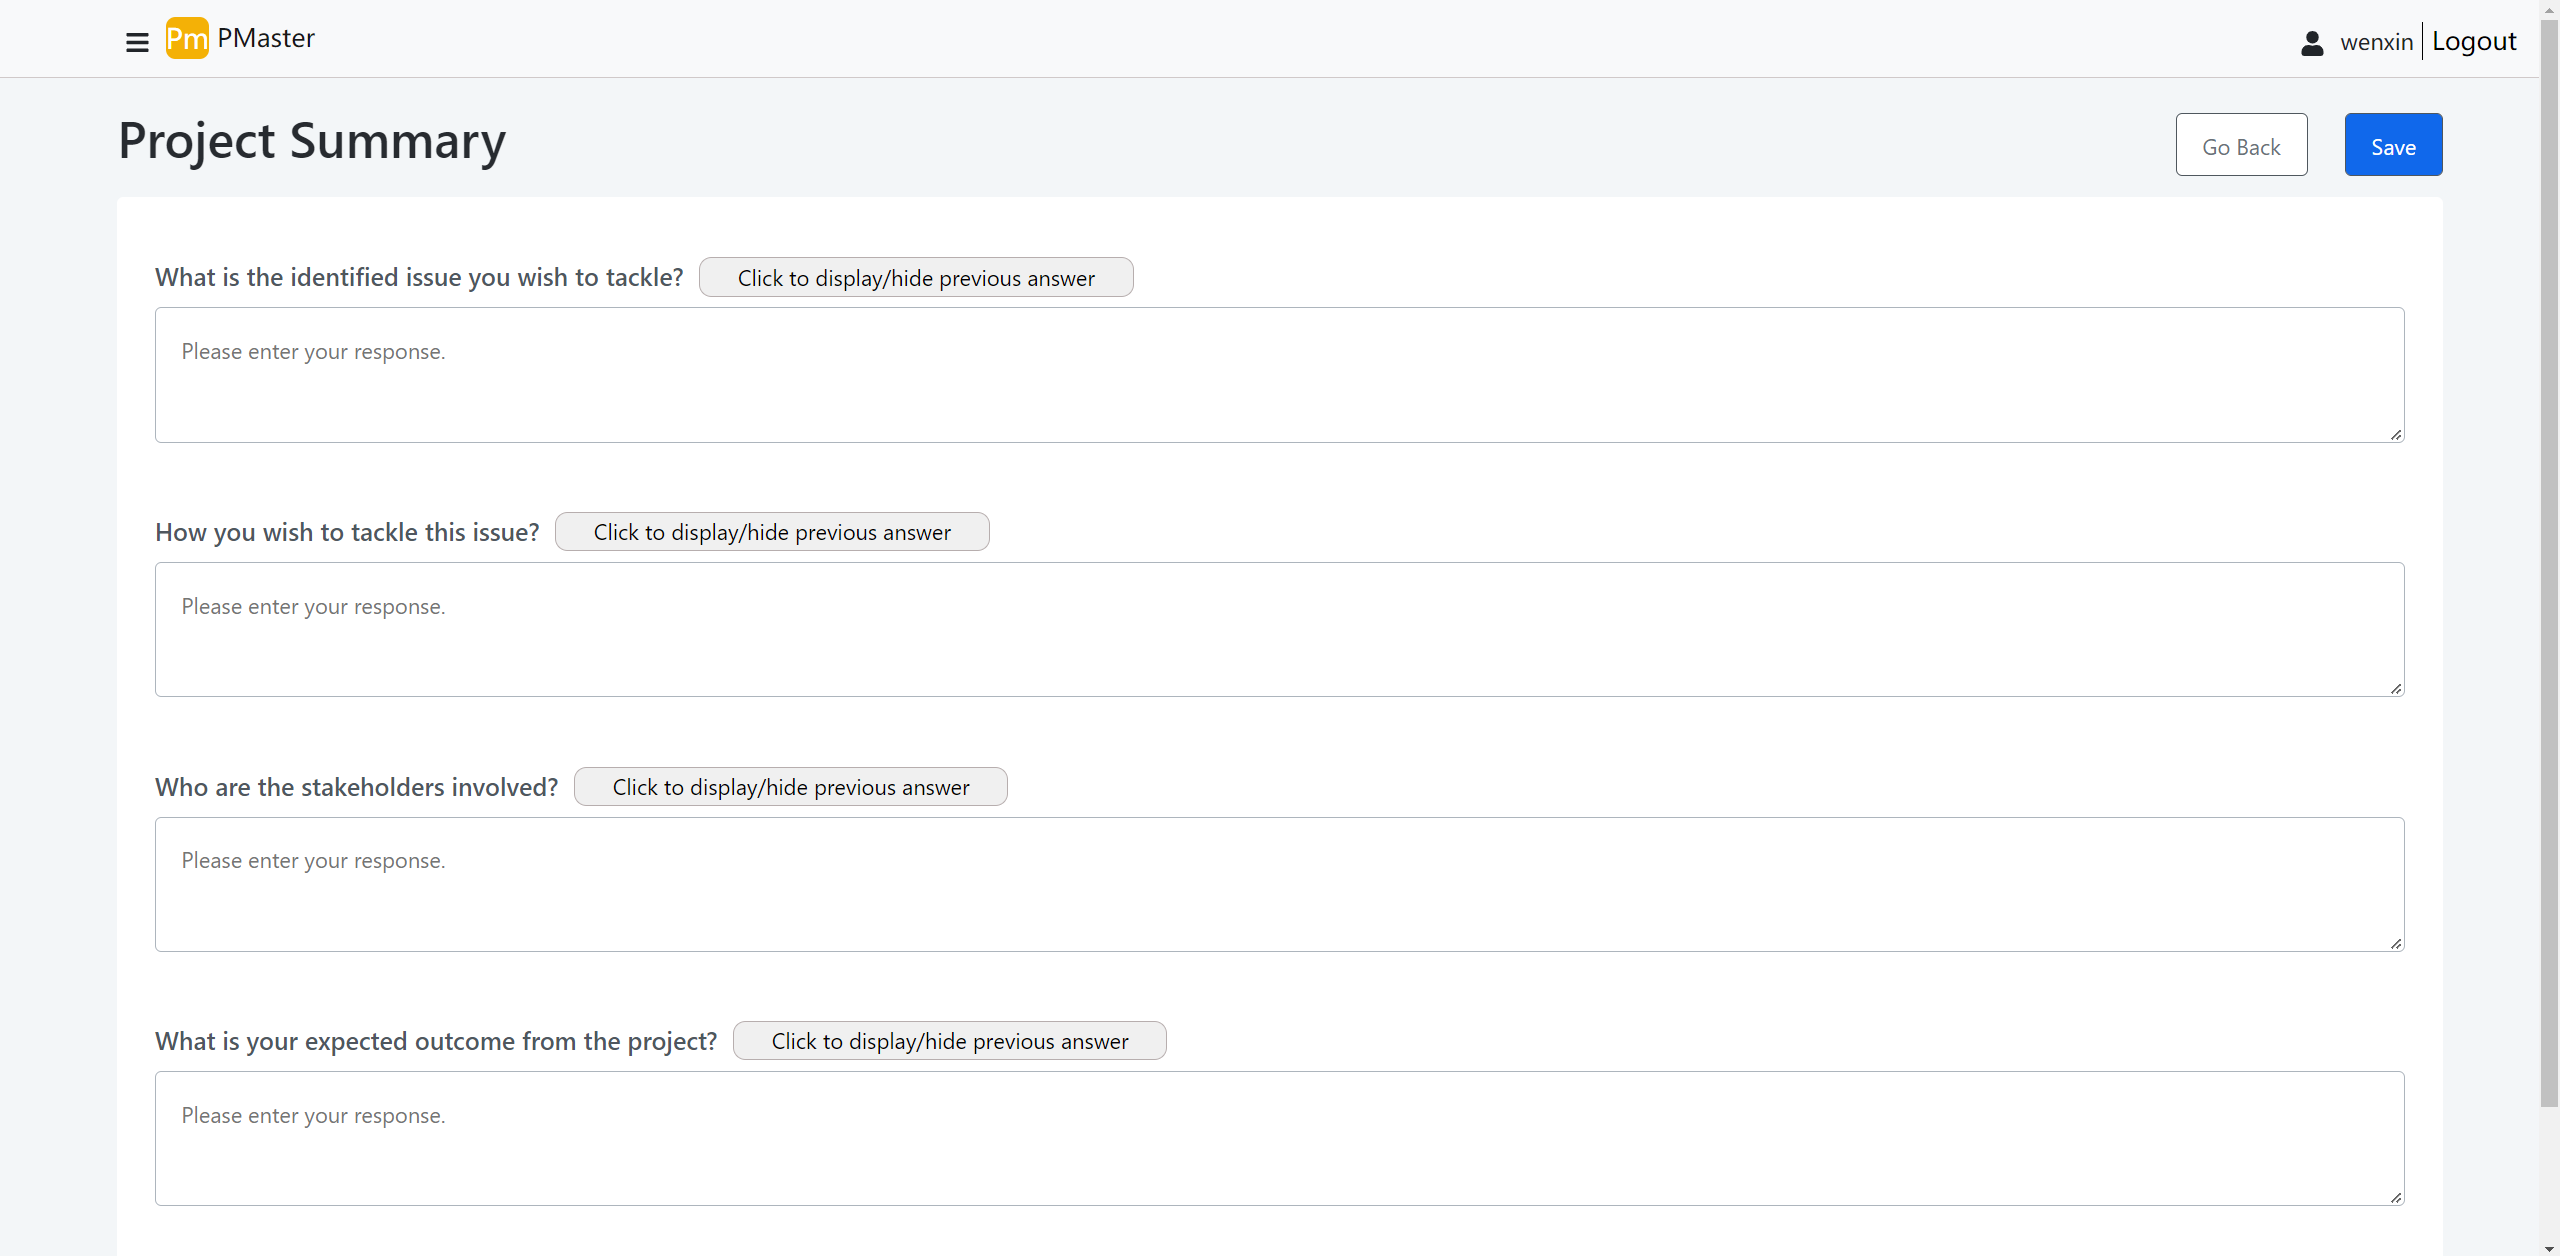 Pm PMaster
wenxin Logout
Project Summary
Go Back
Save
What is the identified issue you wish to tackle? Click to display/hide previous answer
Please enter your response.
How you wish to tackle this issue? Click to display/hide previous answer
Please enter your response.
Who are the stakeholders involved? Click to display/hide previous answer
Please enter your response.
What is your expected outcome from the project? Click to display/hide previous answer
Please enter your response.